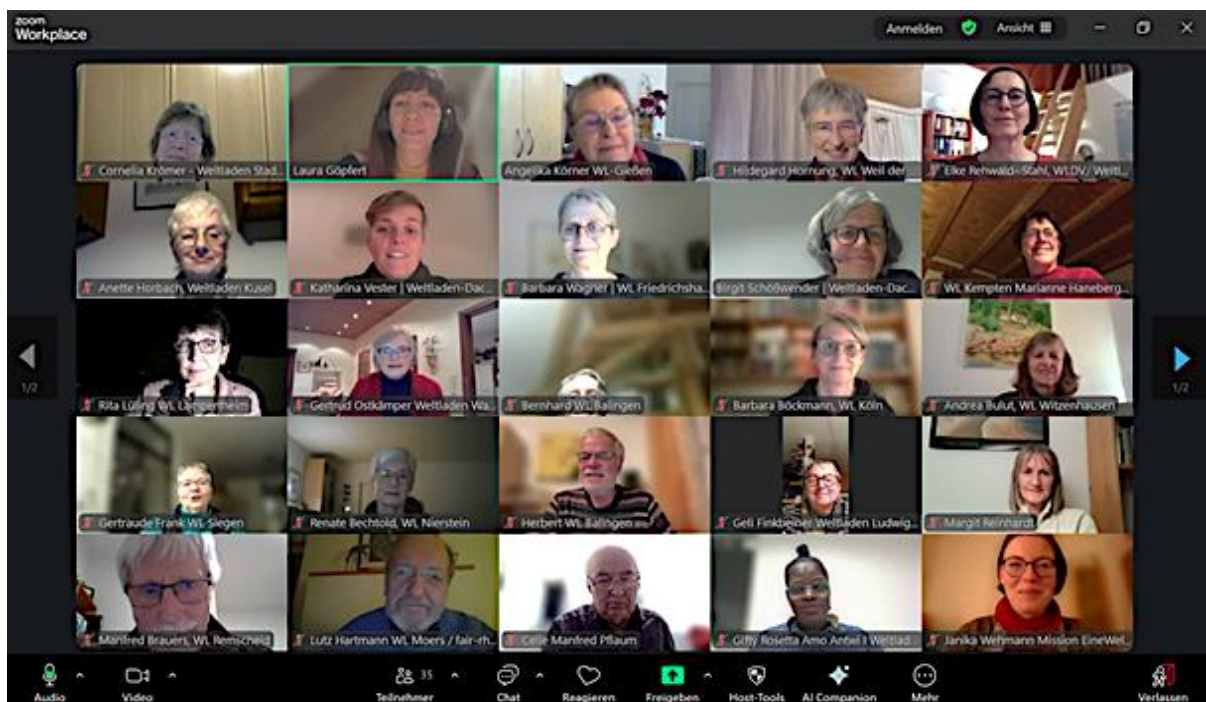 zoom
Workplace
Anmelden
Ansicht
Cornelia Krömer - Weltladen Stad...
Laura Göpfert
Angelika Körner WL-Gießen
Hildegard Hornung, WL Weil der
Elke Rehwald- Stahl, WLDV/ Weltl...
Anette Horbach, Weltladen Kusel
Katharina Vester | Weltladen-Dac...
Barbara Wagner | WL Friedrichsha...
Birgit Schößwender | Weltladen-Dac...
WL Kempten Marianne Haneberg...
1/2
Rita Lüling WL Lampertheim
Gertrud Ostkämper Weltladen Wa...
Bernhard WL Balingen
Barbara Böckmann, WL Köln
Andrea Bulut, WL Witzenhausen
1/2
Gertraude Frank WL-Siegen
Renate Bechtold, WL Nierstein
Herbert WL Balingen
Geli Finkbeiner Weltladen Ludwig...
Margit Reinhardt
Manfred Brauers, WL Remscheid
Lutz Hartmann WL Moers / fair-rh...
Celle Manfred Pflaum
Giffy Rosetta Amo Antwi I Weltlad...
Janika Wehmann Mission EineWel...
Audio
Video
35
Teilnehmer
Chat
Reagieren
Freigeben
Host-Tools
AI Companion
Mehr
Verlassen